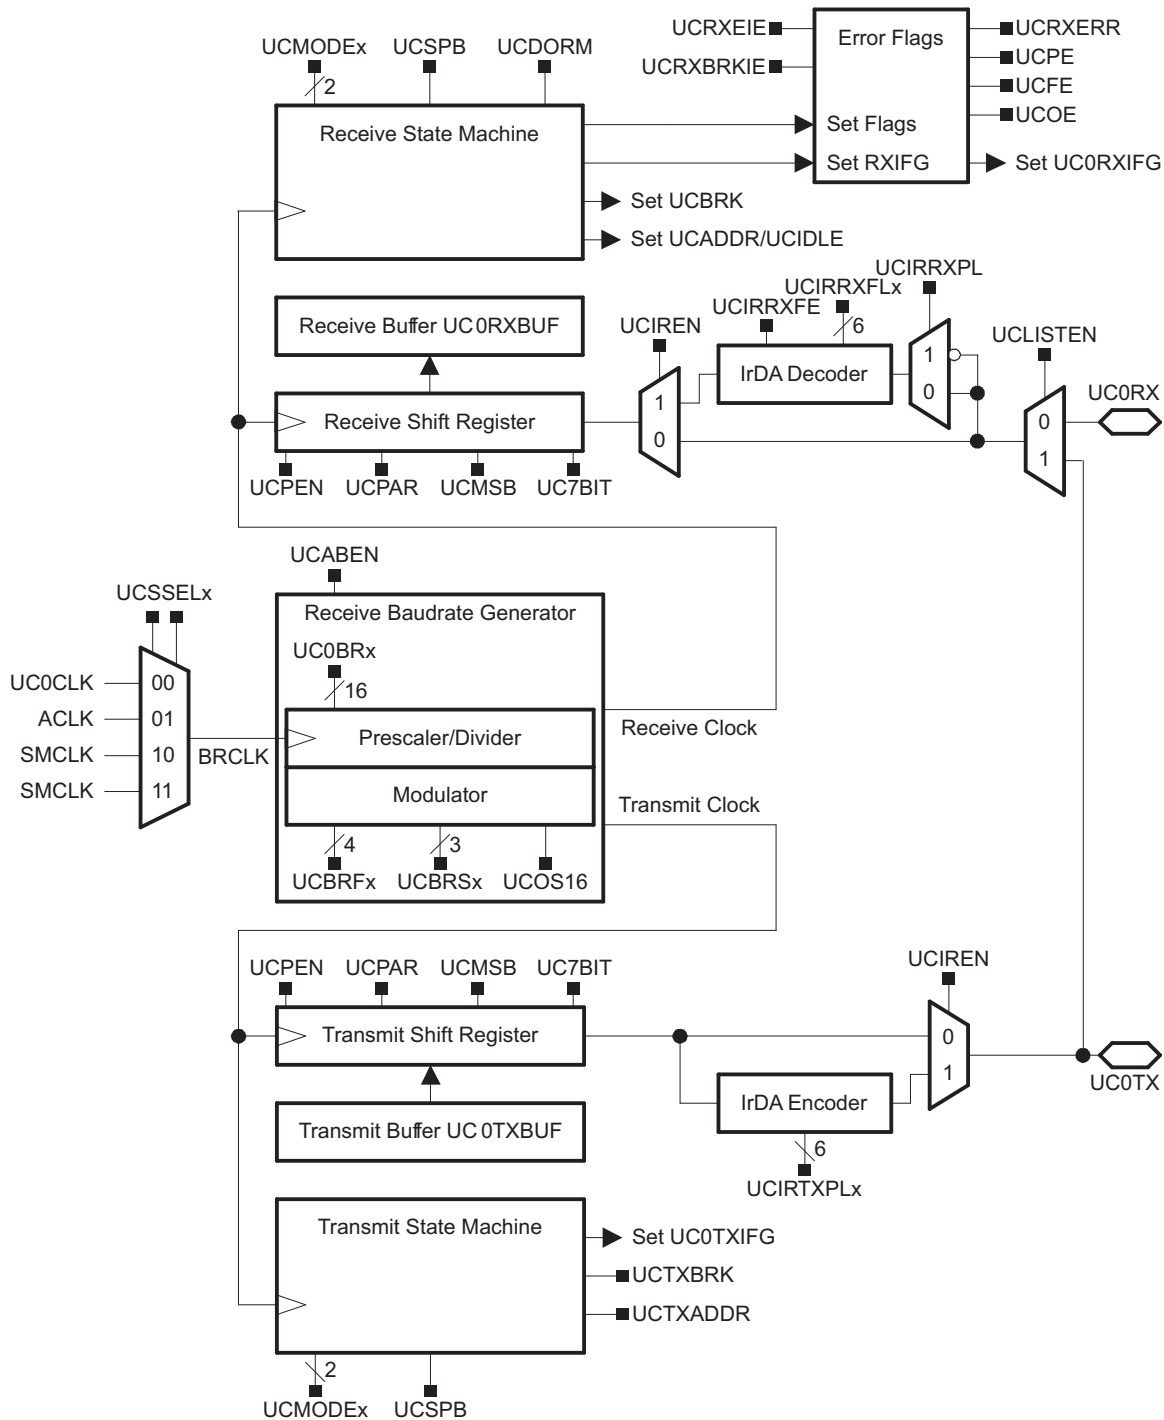 UCMODEx
UCSPB
UCDORM
2
Receive State Machine
Set UCBRK
Set UCADDR/UCIDLE
UCRXEIE
UCRXBRKIE
Error Flags
Set Flags
Set RXIFG
UCRXERR
UCPE
UCFE
UCOE
Set UC0RXIFG
Receive Buffer UC0RXBUF
Receive Shift Register
UCPEN
UCPAR
UCMSB
UC7BIT
UCIREN
1
0
UCIRRXFE
UCIRRXFLx
6
IrDA Decoder
UCIRRXPL
1
0
UCLISTEN
0
1
UC0RX
UCABEN
Receive Baudrate Generator
UC0BRx
16
Prescaler/Divider
Modulator
4
3
UCBRFx
UCBRSx
UCOS16
UCSSELx
UC0CLK
00
ACLK
01
SMCLK
10
SMCLK
11
BRCLK
Receive Clock
Transmit Clock
UCPEN
UCPAR
UCMSB
UC7BIT
Transmit Shift Register
Transmit Buffer UC0TXBUF
UCIREN
0
1
IrDA Encoder
6
UCIRTXPLx
UC0TX
Transmit State Machine
Set UC0TXIFG
UCTXBRK
UCTXADDR
2
UCMODEx
UCSPB